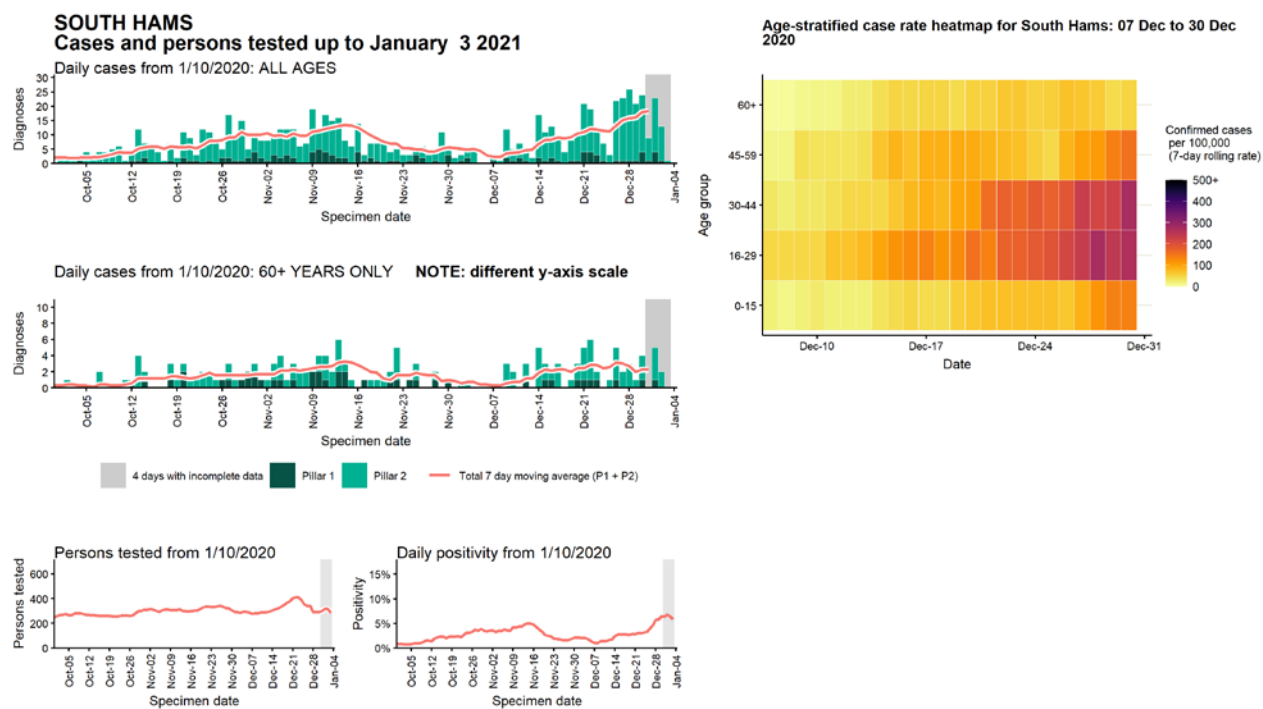 SOUTH HAMS
Cases and persons tested up to January 3 2021
Daily cases from 1/10/2020: ALL AGES
Diagnoses
30
25
20
15
10
5
0
Oct-05
Oct-12
Oct-19
Oct-26
Nov-02
Nov-09
Nov-16
Nov-23
Nov-30
Dec-07
Dec-14
Dec-21
Dec-28
Jan-04
Specimen date
Daily cases from 1/10/2020: 60+ YEARS ONLY NOTE: different y-axis scale
Diagnoses
10
8
6
4
2
0
Oct-05
Oct-12
Oct-19
Oct-26
Nov-02
Nov-09
Nov-16
Nov-23
Nov-30
Dec-07
Dec-14
Dec-21
Dec-28
Jan-04
Specimen date
4 days with incomplete data Pillar 1 Pillar 2 Total 7 day moving average (P1 + P2)
Persons tested from 1/10/2020
Persons tested
600
400
200
0
Oct-05
Oct-12
Oct-19
Oct-26
Nov-02
Nov-09
Nov-16
Nov-23
Nov-30
Dec-07
Dec-14
Dec-21
Dec-28
Jan-04
Specimen date
Daily positivity from 1/10/2020
Positivity
15%
10%
5%
0%
Oct-05
Oct-12
Oct-19
Oct-26
Nov-02
Nov-09
Nov-16
Nov-23
Nov-30
Dec-07
Dec-14
Dec-21
Dec-28
Jan-04
Specimen date
Age-stratified case rate heatmap for South Hams: 07 Dec to 30 Dec
2020
Age group
60+
45-59
30-44
16-29
0-15
Dec-10
Dec-17
Dec-24
Dec-31
Date
Confirmed cases
per 100,000
(7-day rolling rate)
500+
400
300
200
100
0